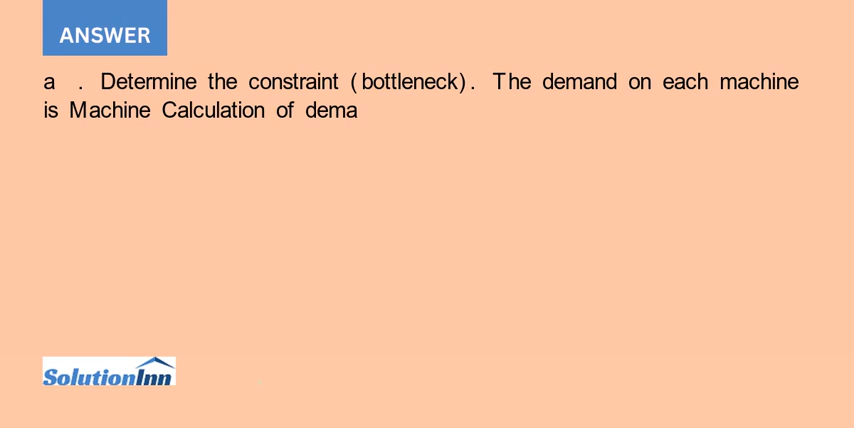 ANSWER
a . Determine the constraint (bottleneck). The demand on each machine
is Machine Calculation of dema
SolutionInn